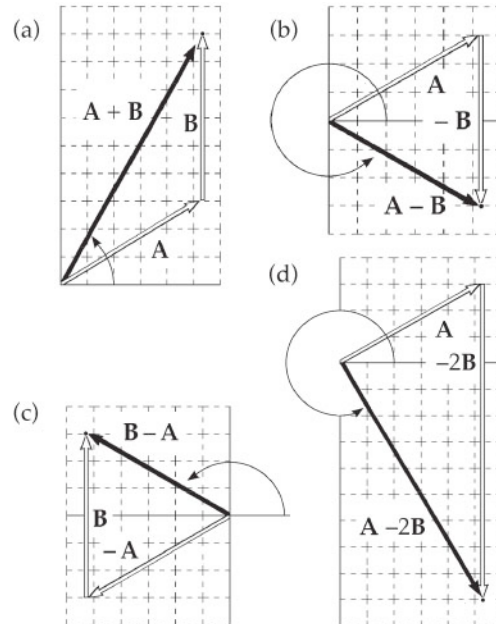 (a)
A + B
B
A
(b)
A
– B
A – B
(c)
B – A
B
– A
(d)
A
–2B
A –2B